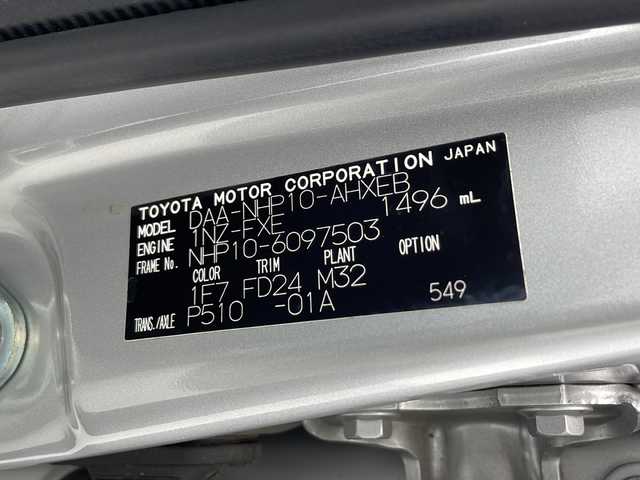 TOYOTA MOTOR CORPORATION JAPAN
MODEL DAA-NHP10-AHXEB
ENGINE 1NZ-FXE 1496 mL
FRAME No. NHP10-6097503
COLOR TRIM PLANT OPTION
1F7 FD24 M32
TRANS./AXLE P510 -01A 549